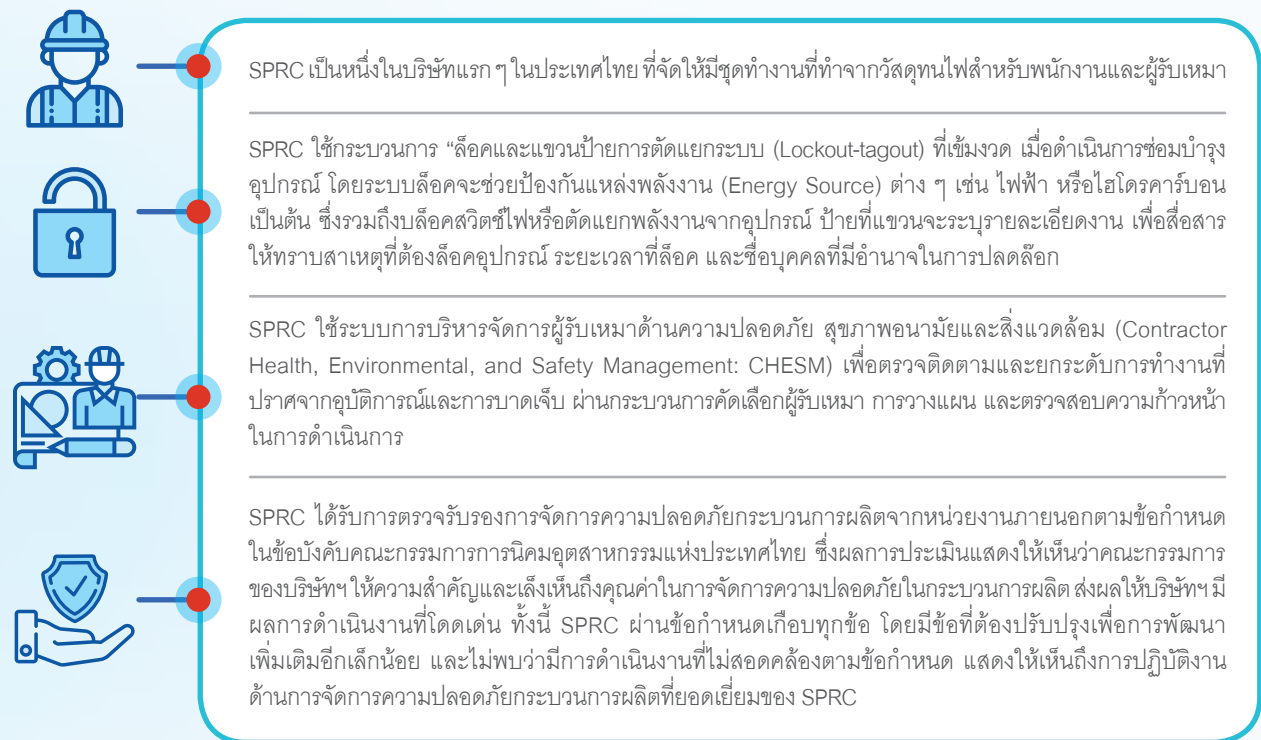 SPRC เป็นหนึ่งในบริษัทแรก ๆ ในประเทศไทย ที่จัดให้มีชุดทำงานที่ทำจากวัสดุทนไฟสำหรับพนักงานและผู้รับเหมา
SPRC ใช้กระบวนการ “ล็อคและแขวนป้ายการตัดแยกระบบ (Lockout-tagout) ที่เข้มงวด เมื่อดำเนินการซ่อมบำรุง
อุปกรณ์ โดยระบบล็อคจะช่วยป้องกันแหล่งพลังงาน (Energy Source) ต่าง ๆ เช่น ไฟฟ้า หรือไฮโดรคาร์บอน
เป็นต้น ซึ่งรวมถึงบล็อคสวิตช์ไฟหรือตัดแยกพลังงานจากอุปกรณ์ ป้ายที่แขวนจะระบุรายละเอียดงาน เพื่อสื่อสาร
ให้ทราบสาเหตุที่ต้องล็อคอุปกรณ์ ระยะเวลาที่ล็อค และชื่อบุคคลที่มีอำนาจในการปลดล๊อก
SPRC ใช้ระบบการบริหารจัดการผู้รับเหมาด้านความปลอดภัย สุขภาพอนามัยและสิ่งแวดล้อม (Contractor
Health, Environmental, and Safety Management: CHESM) เพื่อตรวจติดตามและยกระดับการทำงานที่
ปราศจากอุบัติการณ์และการบาดเจ็บ ผ่านกระบวนการคัดเลือกผู้รับเหมา การวางแผน และตรวจสอบความก้าวหน้า
ในการดำเนินการ
SPRC ได้รับการตรวจรับรองการจัดการความปลอดภัยกระบวนการผลิตจากหน่วยงานภายนอกตามข้อกำหนด
ในข้อบังคับคณะกรรมการการนิคมอุตสาหกรรมแห่งประเทศไทย ซึ่งผลการประเมินแสดงให้เห็นว่าคณะกรรมการ
ของบริษัทฯ ให้ความสำคัญและเล็งเห็นถึงคุณค่าในการจัดการความปลอดภัยในกระบวนการผลิต ส่งผลให้บริษัทฯ มี
ผลการดำเนินงานที่โดดเด่น ทั้งนี้ SPRC ผ่านข้อกำหนดเกือบทุกข้อ โดยมีข้อที่ต้องปรับปรุงเพื่อการพัฒนา
เพิ่มเติมอีกเล็กน้อย และไม่พบว่ามีการดำเนินงานที่ไม่สอดคล้องตามข้อกำหนด แสดงให้เห็นถึงการปฏิบัติงาน
ด้านการจัดการความปลอดภัยกระบวนการผลิตที่ยอดเยี่ยมของ SPRC